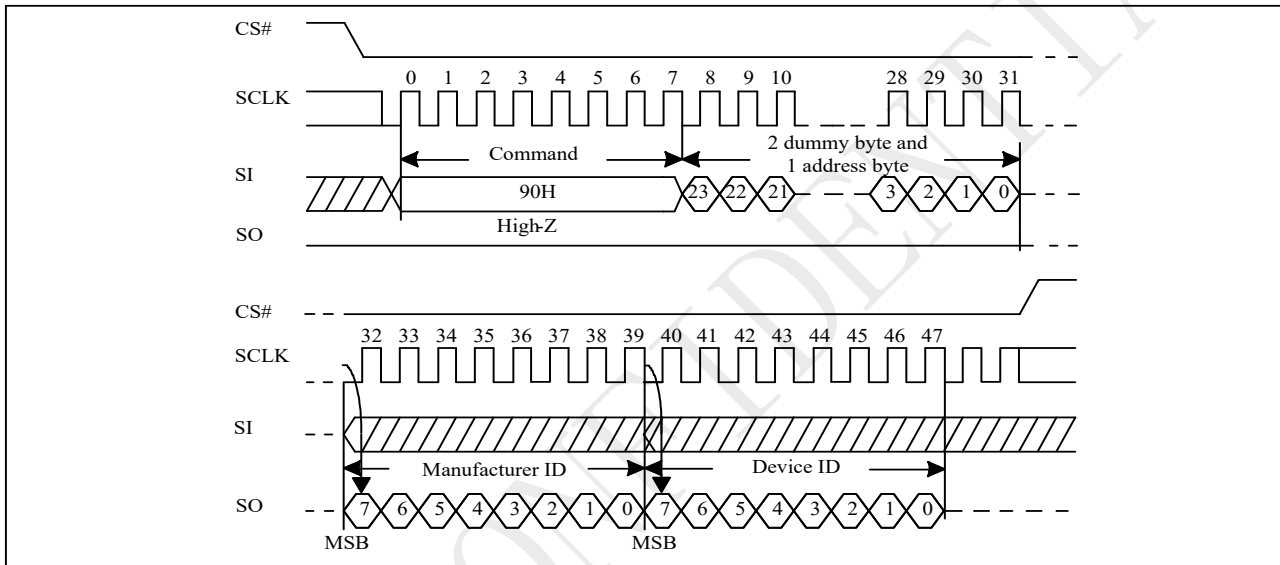 CS#
0 1 2 3 4 5 6 7 8 9 10 28 29 30 31
SCLK
Command
2 dummy byte and
1 address byte
SI
90H
23 22 21 3 2 1 0
High-Z
SO
CS#
32 33 34 35 36 37 38 39 40 41 42 43 44 45 46 47
SCLK
SI
Manufacturer ID
Device ID
SO
7 6 5 4 3 2 1 0 7 6 5 4 3 2 1 0
MSB
MSB